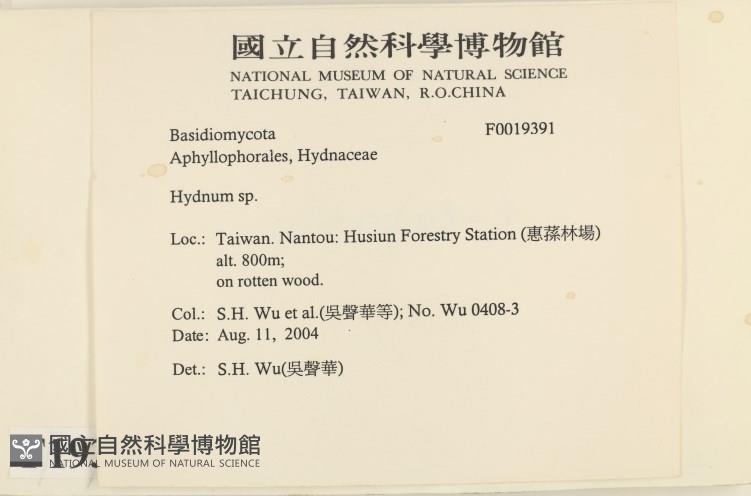 國立自然科學博物館
NATIONAL MUSEUM OF NATURAL SCIENCE
TAICHUNG, TAIWAN, R.O.CHINA
Basidiomycota F0019391
Aphyllophorales, Hydnaceae
Hydnum sp.
Loc.: Taiwan. Nantou: Husiun Forestry Station (惠蓀林場)
alt. 800m;
on rotten wood.
Col.: S.H. Wu et al.(吳聲華等); No. Wu 0408-3
Date: Aug. 11, 2004
Det.: S.H. Wu(吳聲華)
國立自然科學博物館
NATIONAL MUSEUM OF NATURAL SCIENCE